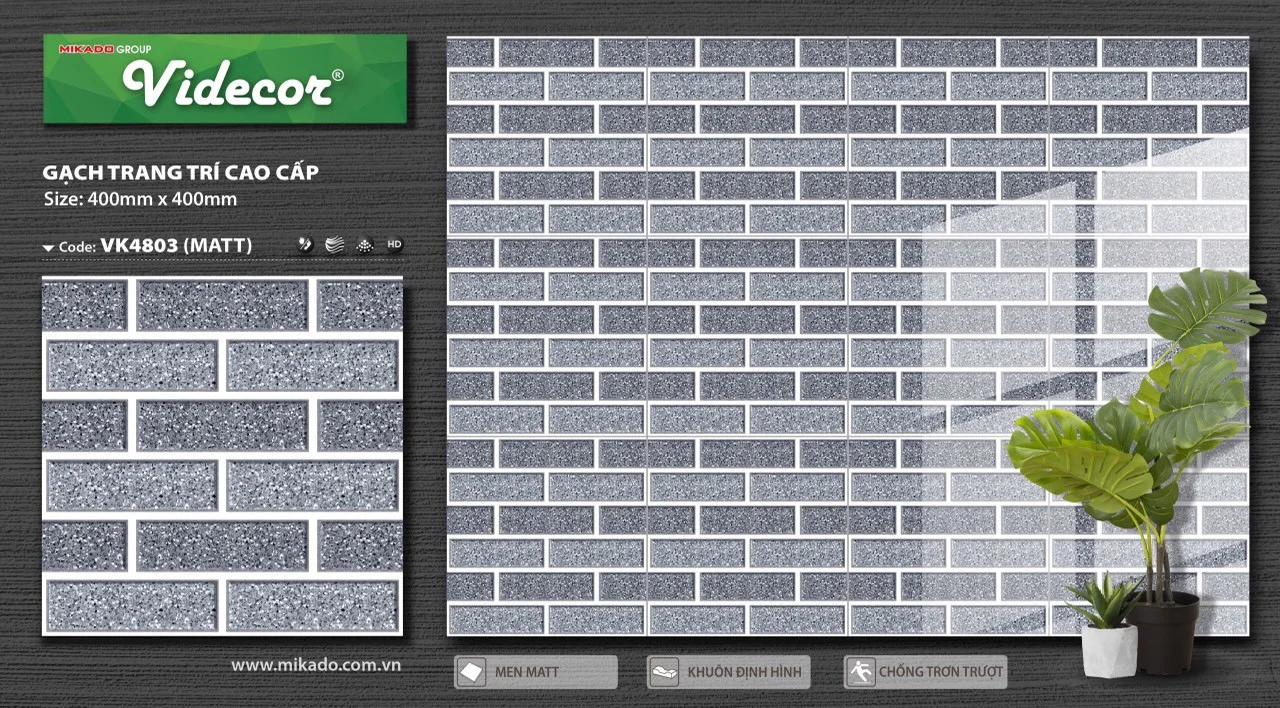 MIKADO GROUP
Videcor®
GẠCH TRANG TRÍ CAO CẤP
Size: 400mm x 400mm
Code: VK4803 (MATT)
HD
www.mikado.com.vn
MEN MATT
KHUÔN ĐỊNH HÌNH
CHỐNG TRƠN TRƯỢT